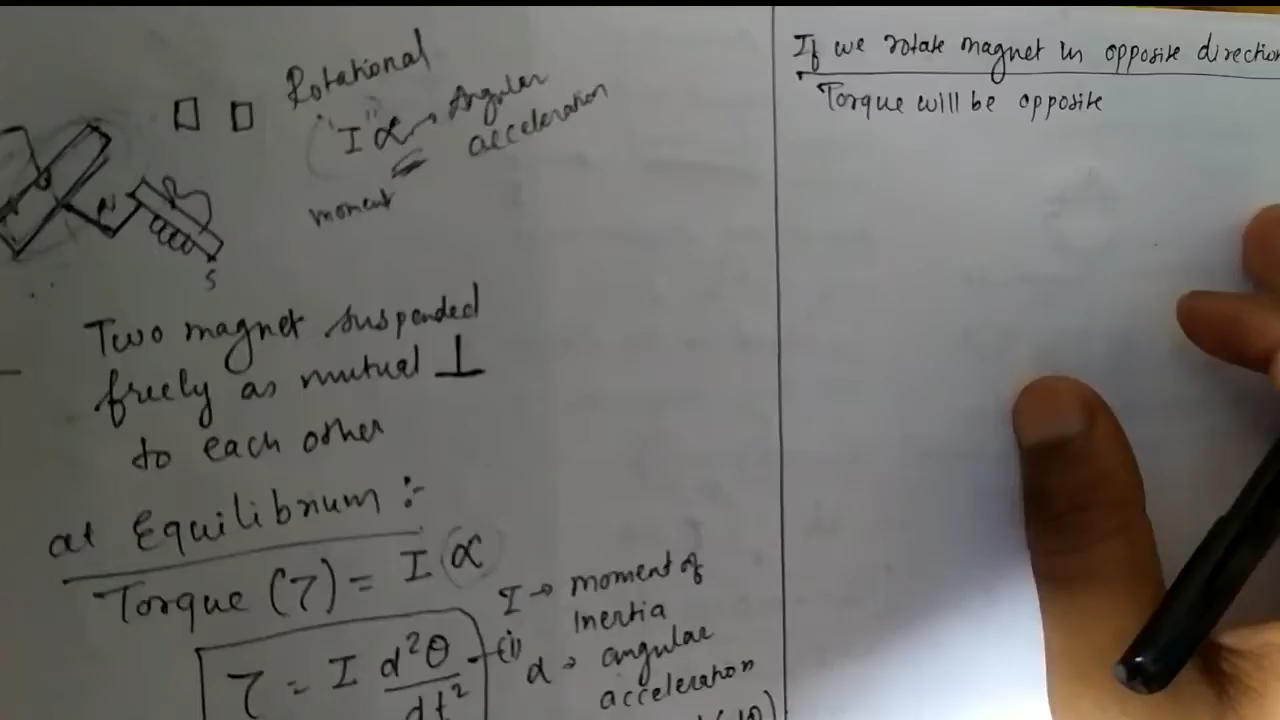 Rotational
"I" α → Angular
acceleration
moment
N
S
Two magnet suspended
freely as mutual ⊥
to each other
at Equilibrium :-
Torque (τ) = I α
I → moment of
Inertia
τ = I d²θ/dt² –(i)
α → angular
acceleration
If we rotate magnet in opposite direction
Torque will be opposite